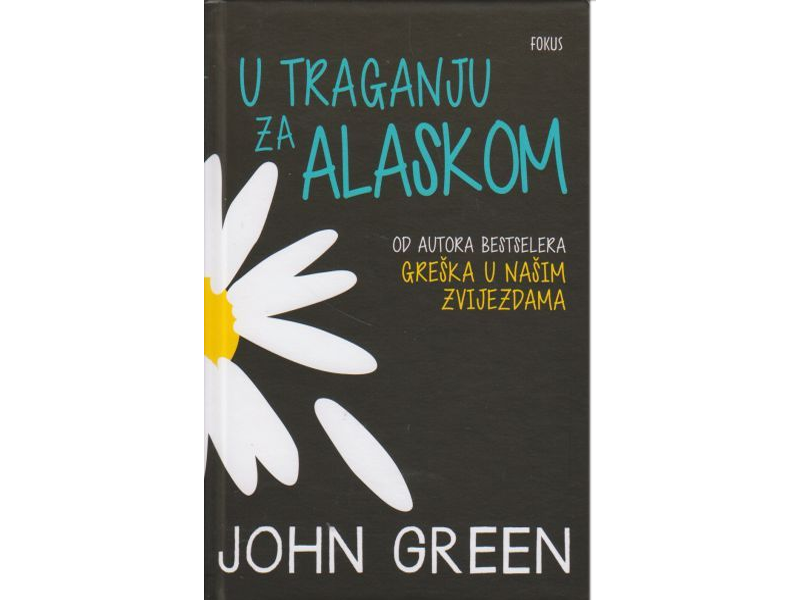 FOKUS
U TRAGANJU
ZA
ALASKOM
OD AUTORA BESTSELERA
GREŠKA U NAŠIM
ZVIJEZDAMA
JOHN GREEN